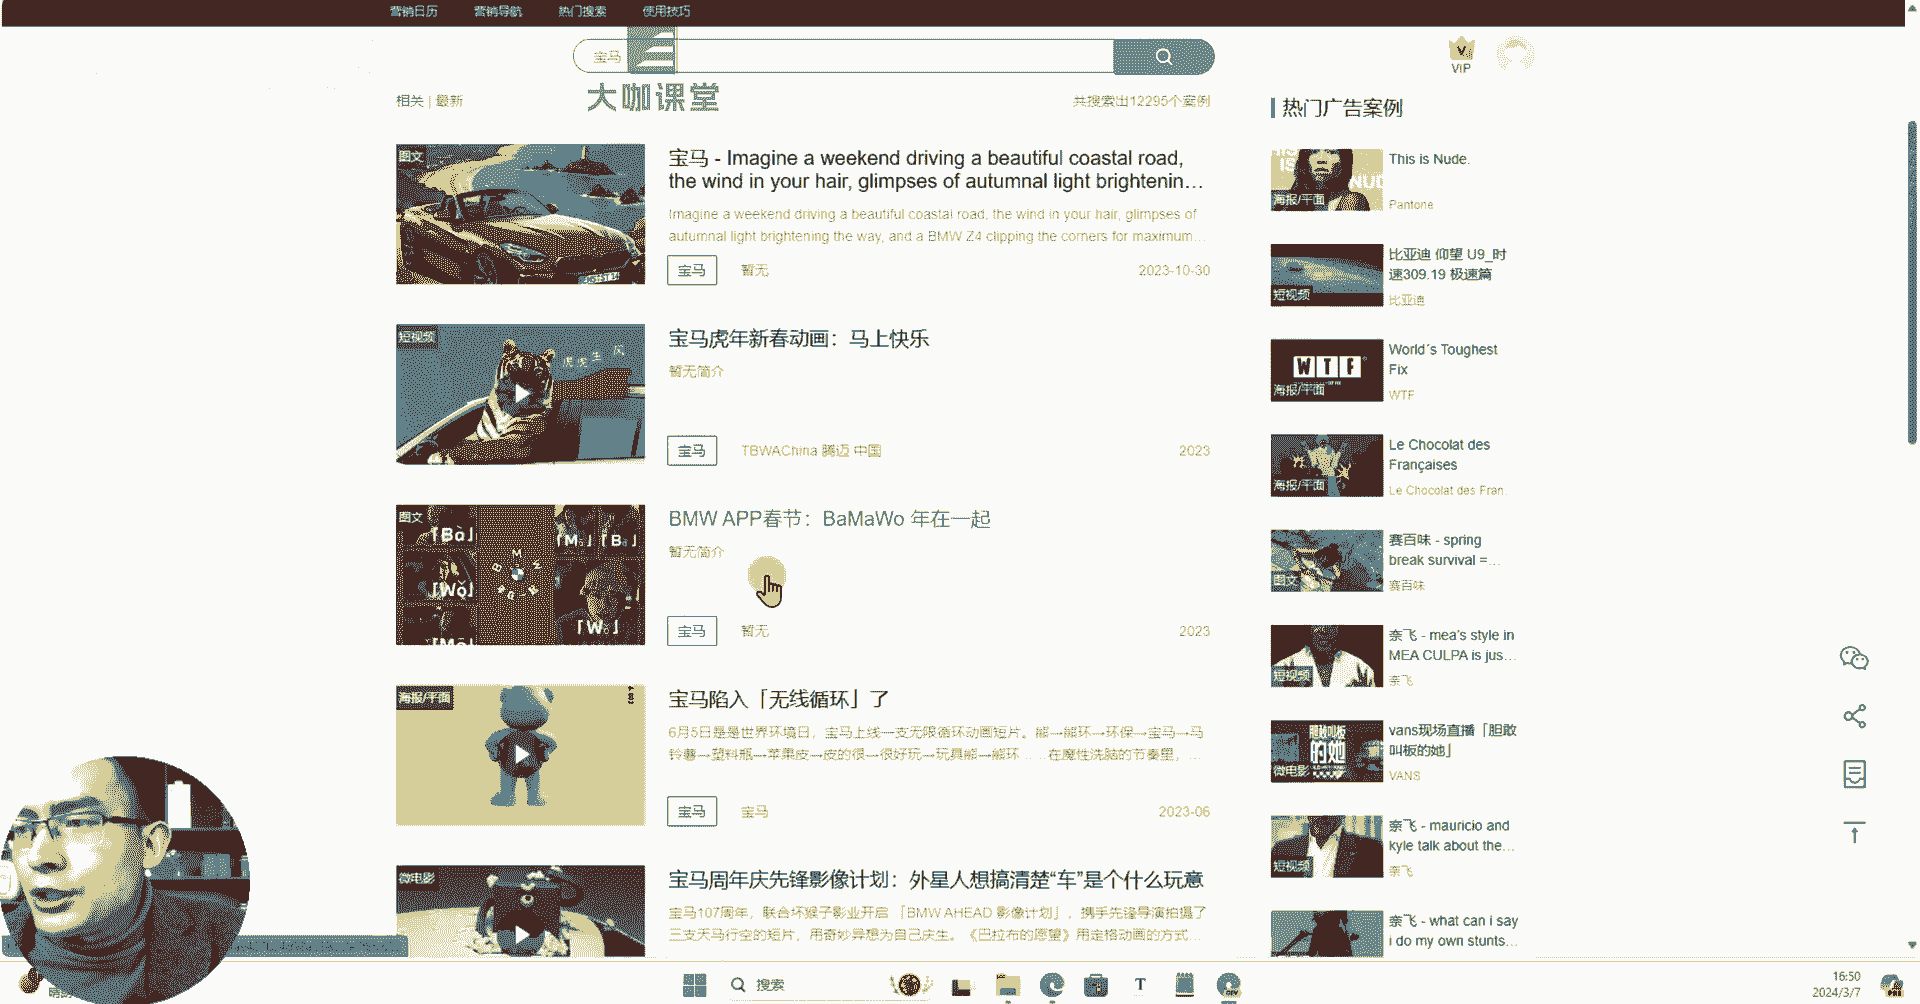 营销日历 营销导航 热门搜索 使用技巧
宝马
VIP
大咖课堂
相关 | 最新
共搜索出12295个案例
图文
宝马 - Imagine a weekend driving a beautiful coastal road,
the wind in your hair, glimpses of autumnal light brightenin…
Imagine a weekend driving a beautiful coastal road, the wind in your hair, glimpses of
autumnal light brightening the way, and a BMW Z4 clipping the corners for maximum…
宝马 暂无 2023-10-30
短视频
虎虎生风
宝马虎年新春动画：马上快乐
暂无简介
宝马 TBWAChina 腾迈 中国 2023
图文
「Bà」
「Wǒ」
BMW APP春节：BaMaWo 年在一起
暂无简介
宝马 暂无 2023
海报/平面
宝马陷入「无线循环」了
6月5日是是世界环境日，宝马上线一支无限循环动画短片。熊→熊环→环保→宝马→马
铃薯→塑料瓶→苹果皮→皮的很→很好玩→玩具熊→熊环……在魔性洗脑的节奏里，…
宝马 宝马 2023-06
微电影
宝马周年庆先锋影像计划：外星人想搞清楚“车”是个什么玩意
宝马107周年，联合坏猴子影业开启「BMW AHEAD 影像计划」，携手先锋导演拍摄了
三支天马行空的短片，用奇妙异想为自己庆生。《巴拉布的愿望》用定格动画的方式…
热门广告案例
海报/平面
This is Nude.
Pantone
短视频
比亚迪 仰望 U9_时
速309.19 极速篇
比亚迪
WTF
海报/平面
World´s Toughest
Fix
WTF
海报/平面
Le Chocolat des
Françaises
Le Chocolat des Fran.
图文
赛百味 - spring
break survival =…
赛百味
短视频
奈飞 - mea's style in
MEA CULPA is jus…
奈飞
胆敢叫板
的她
微电影
vans现场直播「胆敢
叫板的她」
VANS
短视频
奈飞 - mauricio and
kyle talk about the…
奈飞
奈飞 - what can i say
i do my own stunts…
搜索
16:50
2024/3/7